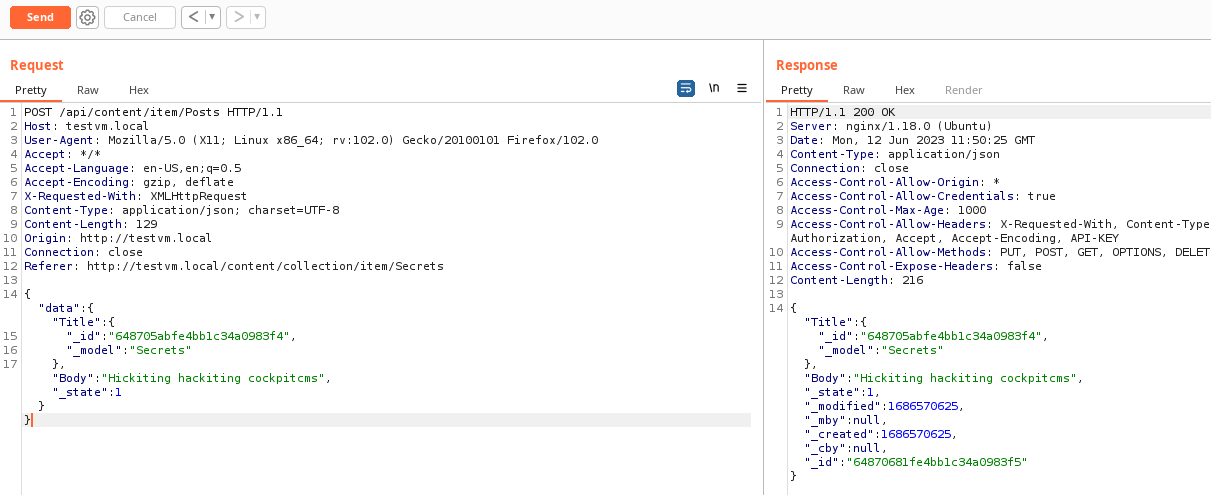 Send
Cancel
<
>
Request
Response
Pretty Raw Hex
\n
Pretty Raw Hex Render
1 POST /api/content/item/Posts HTTP/1.1
2 Host: testvm.local
3 User-Agent: Mozilla/5.0 (X11; Linux x86_64; rv:102.0) Gecko/20100101 Firefox/102.0
4 Accept: */*
5 Accept-Language: en-US,en;q=0.5
6 Accept-Encoding: gzip, deflate
7 X-Requested-With: XMLHttpRequest
8 Content-Type: application/json; charset=UTF-8
9 Content-Length: 129
10 Origin: http://testvm.local
11 Connection: close
12 Referer: http://testvm.local/content/collection/item/Secrets
13
14 {
"data":{
"Title":{
15 "_id":"648705abfe4bb1c34a0983f4",
16 "_model":"Secrets"
17 },
"Body":"Hickiting hackiting cockpitcms",
"_state":1
}
}
1 HTTP/1.1 200 OK
2 Server: nginx/1.18.0 (Ubuntu)
3 Date: Mon, 12 Jun 2023 11:50:25 GMT
4 Content-Type: application/json
5 Connection: close
6 Access-Control-Allow-Origin: *
7 Access-Control-Allow-Credentials: true
8 Access-Control-Max-Age: 1000
9 Access-Control-Allow-Headers: X-Requested-With, Content-Type
Authorization, Accept, Accept-Encoding, API-KEY
10 Access-Control-Allow-Methods: PUT, POST, GET, OPTIONS, DELET
11 Access-Control-Expose-Headers: false
12 Content-Length: 216
13
14 {
"Title":{
"_id":"648705abfe4bb1c34a0983f4",
"_model":"Secrets"
},
"Body":"Hickiting hackiting cockpitcms",
"_state":1,
"_modified":1686570625,
"_mby":null,
"_created":1686570625,
"_cby":null,
"_id":"64870681fe4bb1c34a0983f5"
}